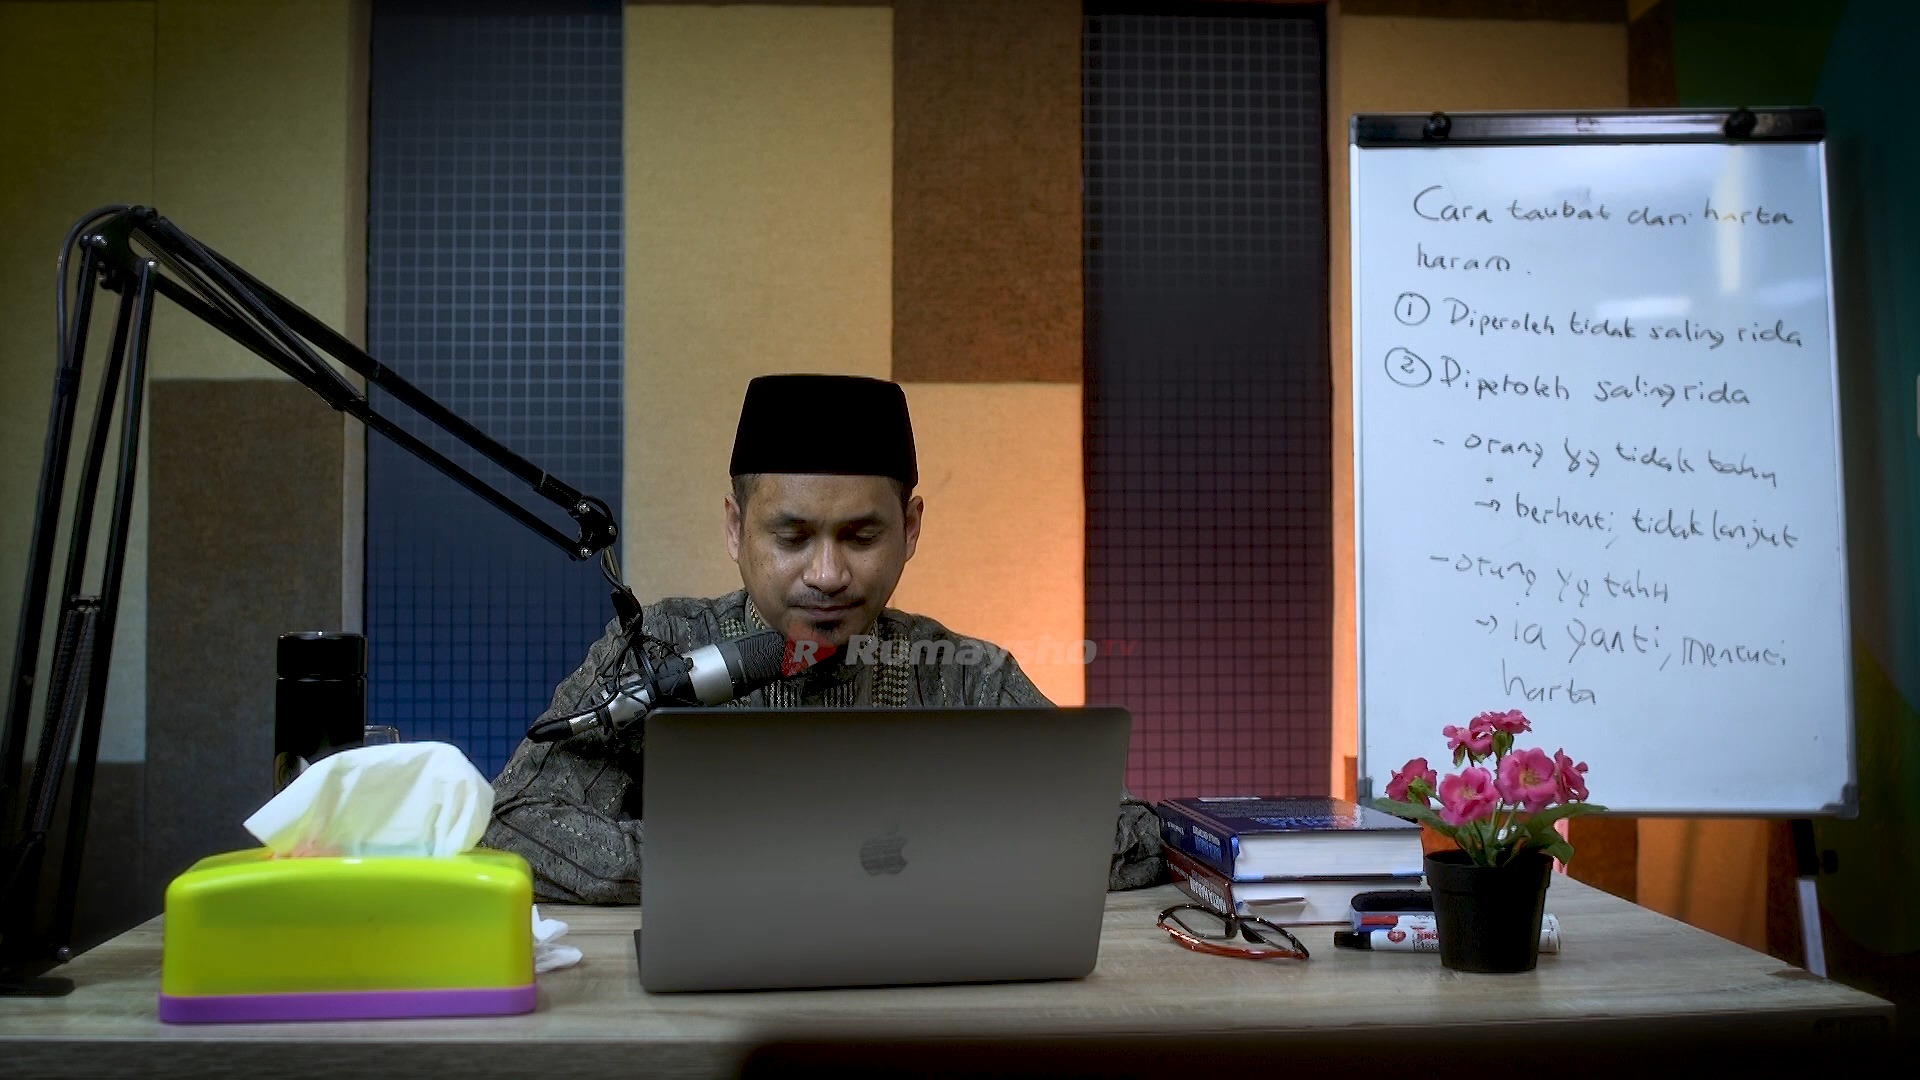 Cara taubat dari harta
haram.
① Diperoleh tidak saling rida
② Diperoleh saling rida
- orang yg tidak tahu
→ berhenti, tidak lanjut
- orang yg tahu
→ ia ganti, mencuci
harta
Rumaysho TV